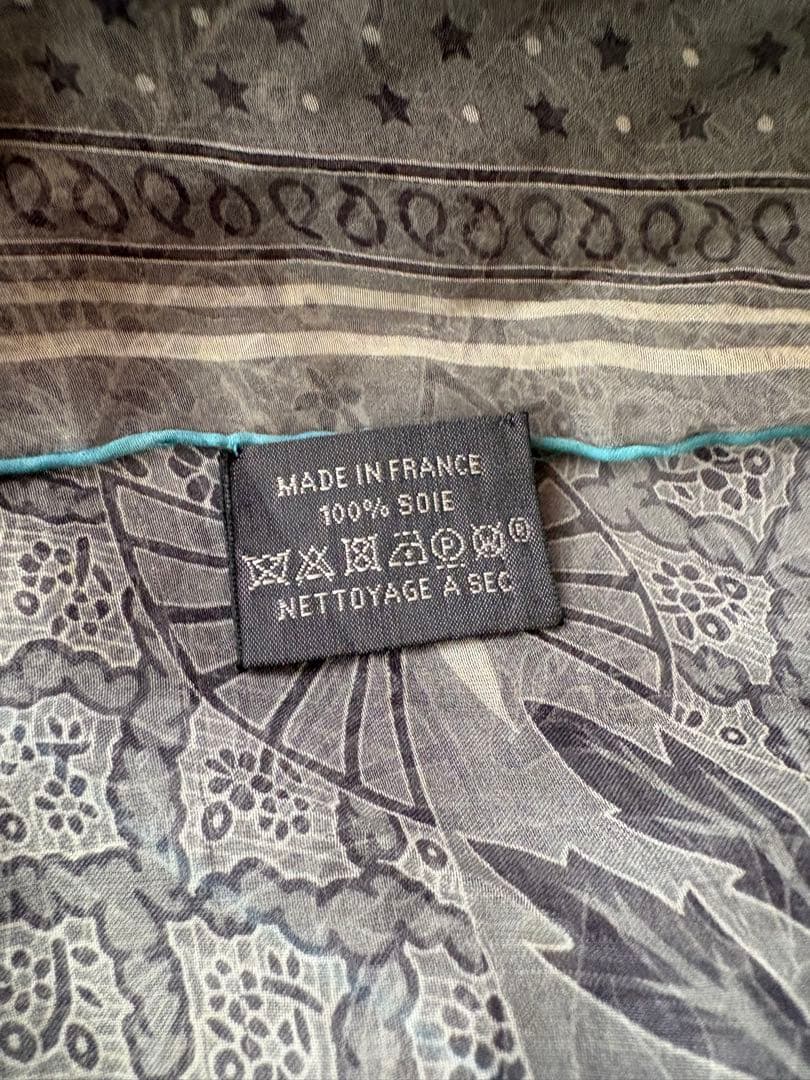 MADE IN FRANCE
100% SOIE
P W ®
NETTOYAGE A SEC